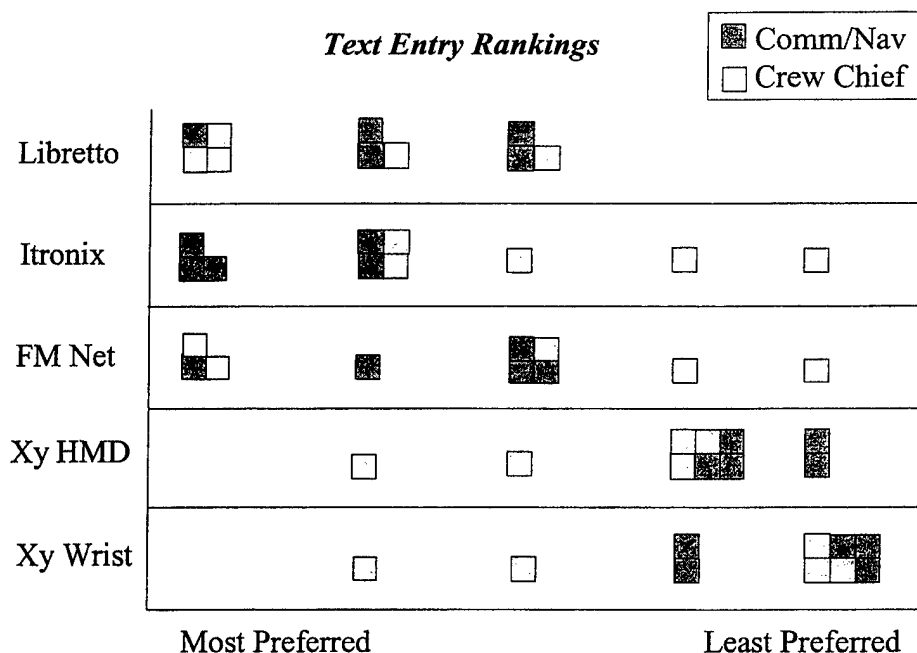 Text Entry Rankings
Comm/Nav
Crew Chief
Libretto
Itronix
FM Net
Xy HMD
Xy Wrist
Most Preferred
Least Preferred